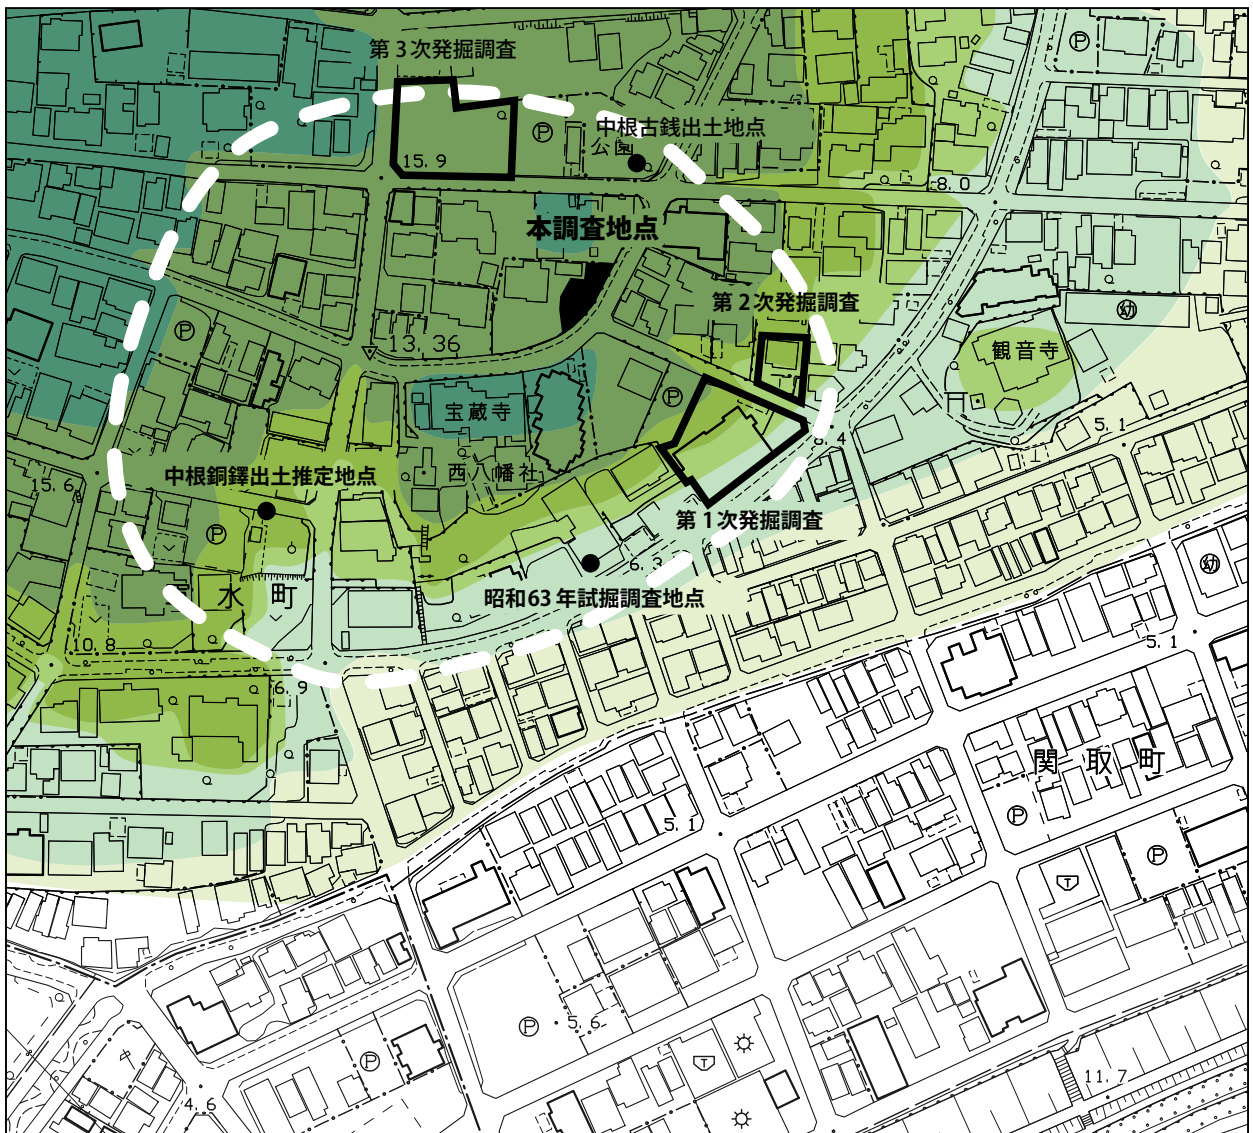 第３次発掘調査
Ｐ
Ｐ
中根古銭出土地点
公園
15.9
8.0
本調査地点
第２次発掘調査
幼
Ｐ
13.36
観音寺
宝蔵寺
Ｐ
5.1
8.4
西八幡社
中根銅鐸出土推定地点
15.6
第１次発掘調査
Ｐ
6.3
幼
水町
昭和63年試掘調査地点
10.8
5.1
6.9
関取町
5.1
Ｐ
Ｐ
T
Ｐ
5.6
Ｐ
T
11.7
4.6